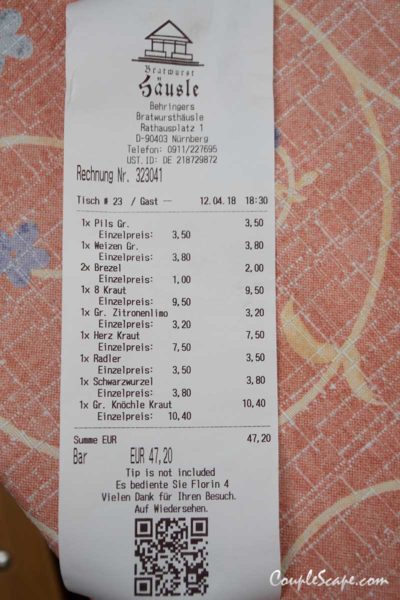 Bratwurst
Häusle
Behringers
Bratwursthäusle
Rathausplatz 1
D-90403 Nürnberg
Telefon: 0911/227695
UST.ID: DE 218729872
Rechnung Nr. 323041
Tisch # 23 / Gast — 12.04.18 18:30
1x Pils Gr. 3,50
Einzelpreis: 3,50
1x Weizen Gr. 3,80
Einzelpreis: 3,80
2x Brezel 2,00
Einzelpreis: 1,00
1x 8 Kraut 9,50
Einzelpreis: 9,50
1x Gr. Zitronenlimo 3,20
Einzelpreis: 3,20
1x Herz Kraut 7,50
Einzelpreis: 7,50
1x Radler 3,50
Einzelpreis: 3,50
1x Schwarzwurzel 3,80
Einzelpreis: 3,80
1x Gr. Knöchle Kraut 10,40
Einzelpreis: 10,40
Summe EUR 47,20
Bar EUR 47,20
Tip is not included
Es bediente Sie Florin 4
Vielen Dank für Ihren Besuch.
Auf Wiedersehen.
CoupleScape.com